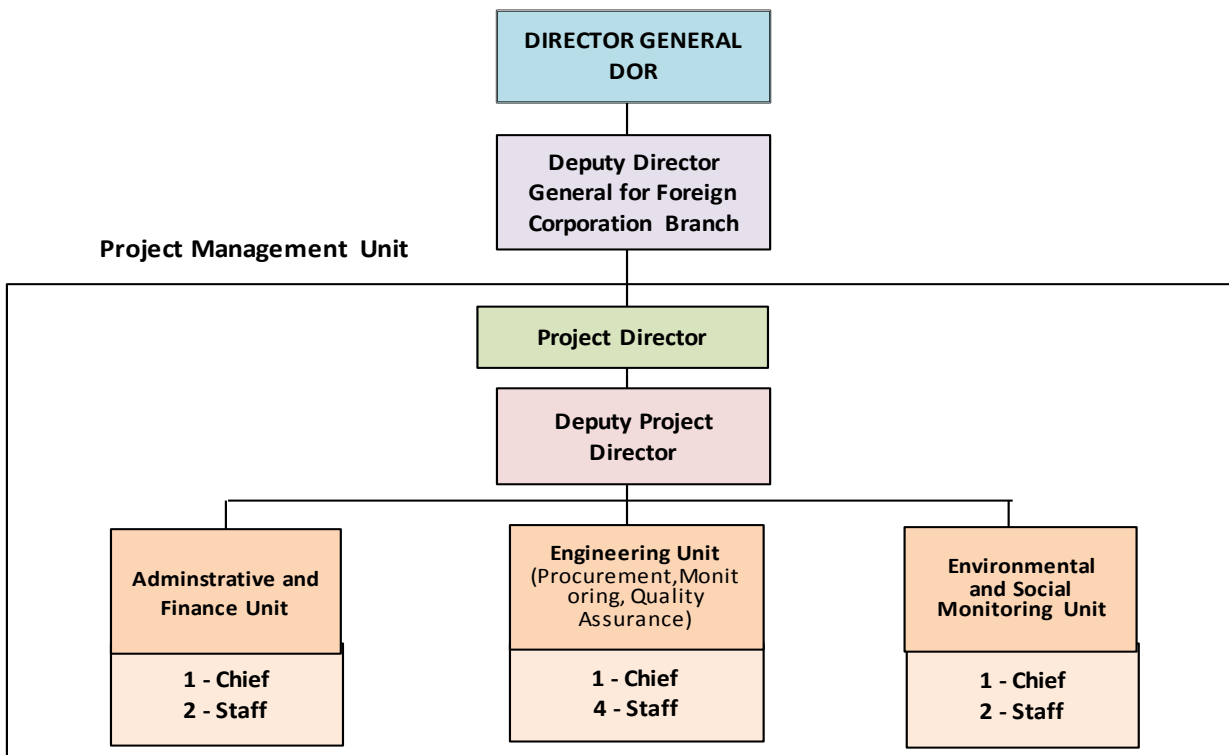 DIRECTOR GENERAL
DOR
Deputy Director
General for Foreign
Corporation Branch
Project Management Unit
Project Director
Deputy Project
Director
Adminstrative and
Finance Unit
1 - Chief
2 - Staff
Engineering Unit
(Procurement,Monit
oring, Quality
Assurance)
1 - Chief
4 - Staff
Environmental
and Social
Monitoring Unit
1 - Chief
2 - Staff